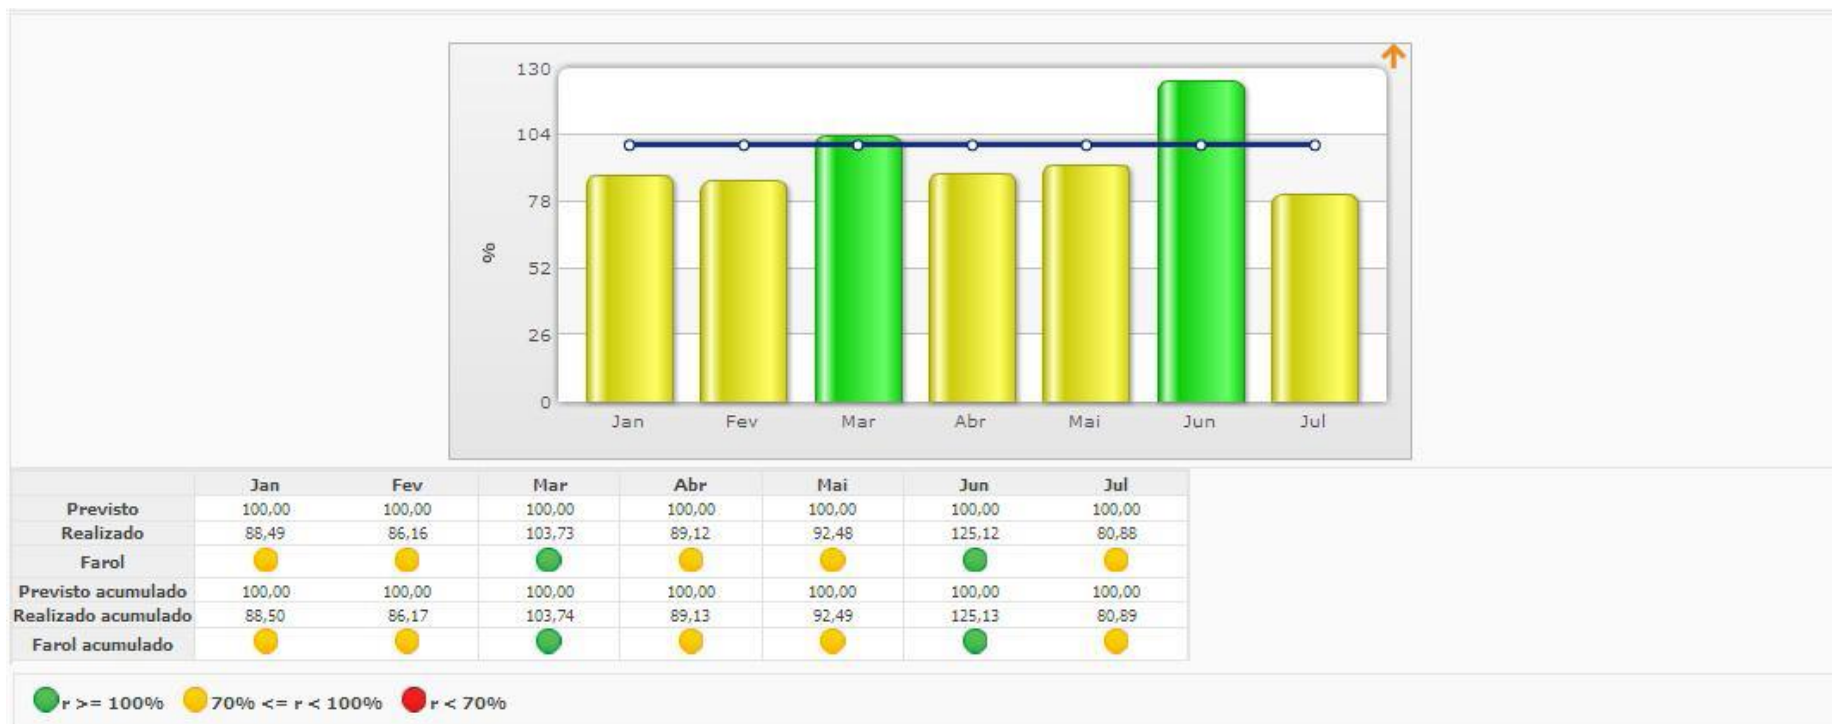 130
104
78
52
26
0
%
Jan Fev Mar Abr Mai Jun Jul
Jan Fev Mar Abr Mai Jun Jul
Previsto 100,00 100,00 100,00 100,00 100,00 100,00 100,00
Realizado 88,49 86,16 103,73 89,12 92,48 125,12 80,88
Farol
Previsto acumulado 100,00 100,00 100,00 100,00 100,00 100,00 100,00
Realizado acumulado 88,50 86,17 103,74 89,13 92,49 125,13 80,89
Farol acumulado
r >= 100% 70% <= r < 100% r < 70%